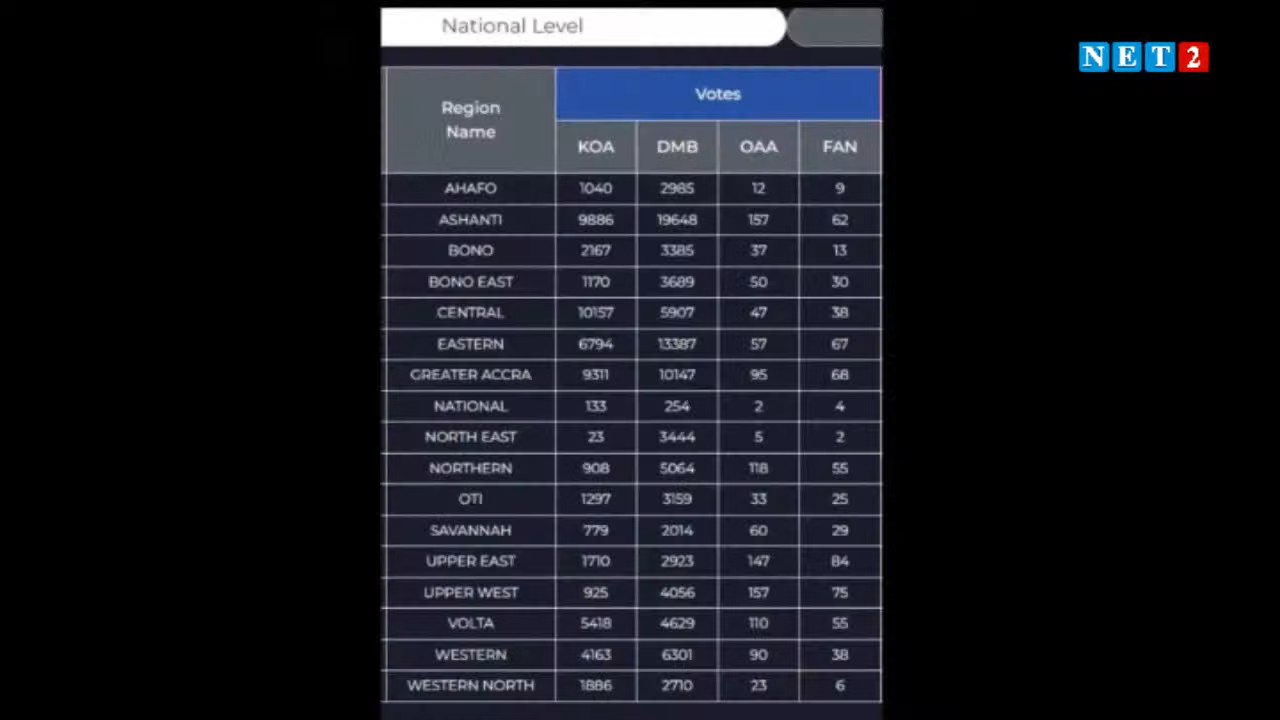 National Level
NET2
Region Name Votes
KOA DMB OAA FAN
AHAFO 1040 2985 12 9
ASHANTI 9886 19648 157 62
BONO 2167 3385 37 13
BONO EAST 1170 3689 50 30
CENTRAL 10157 5907 47 38
EASTERN 6794 13387 57 67
GREATER ACCRA 9311 10147 95 68
NATIONAL 133 254 2 4
NORTH EAST 23 3444 5 2
NORTHERN 908 5064 118 55
OTI 1297 3159 33 25
SAVANNAH 779 2014 60 29
UPPER EAST 1710 2923 147 84
UPPER WEST 925 4056 157 75
VOLTA 5418 4629 110 55
WESTERN 4163 6301 90 38
WESTERN NORTH 1886 2710 23 6